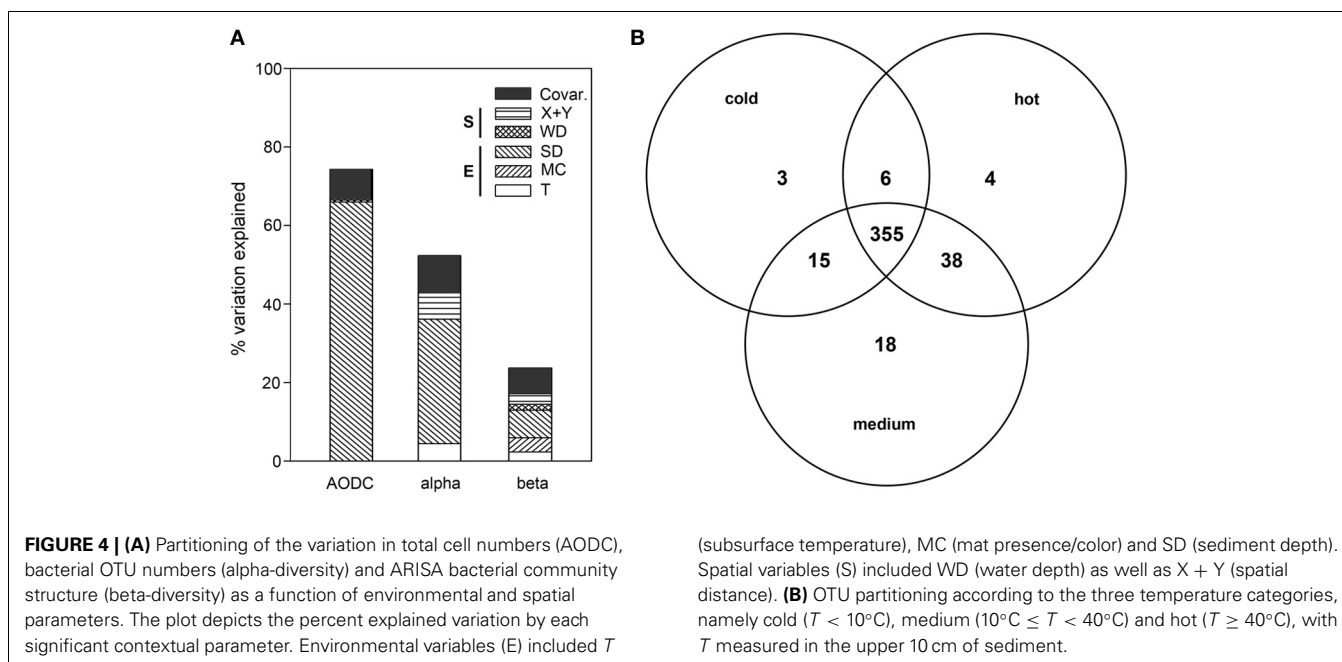 A
B
100
80
60
40
20
0
% variation explained
Covar.
X+Y
S
WD
SD
E
MC
T
AODC
alpha
beta
cold
hot
3
6
4
355
15
38
18
medium
FIGURE 4 | (A) Partitioning of the variation in total cell numbers (AODC),
bacterial OTU numbers (alpha-diversity) and ARISA bacterial community
structure (beta-diversity) as a function of environmental and spatial
parameters. The plot depicts the percent explained variation by each
significant contextual parameter. Environmental variables (E) included T
(subsurface temperature), MC (mat presence/color) and SD (sediment depth).
Spatial variables (S) included WD (water depth) as well as X + Y (spatial
distance). (B) OTU partitioning according to the three temperature categories,
namely cold (T < 10°C), medium (10°C ≤ T < 40°C) and hot (T ≥ 40°C), with
T measured in the upper 10 cm of sediment.